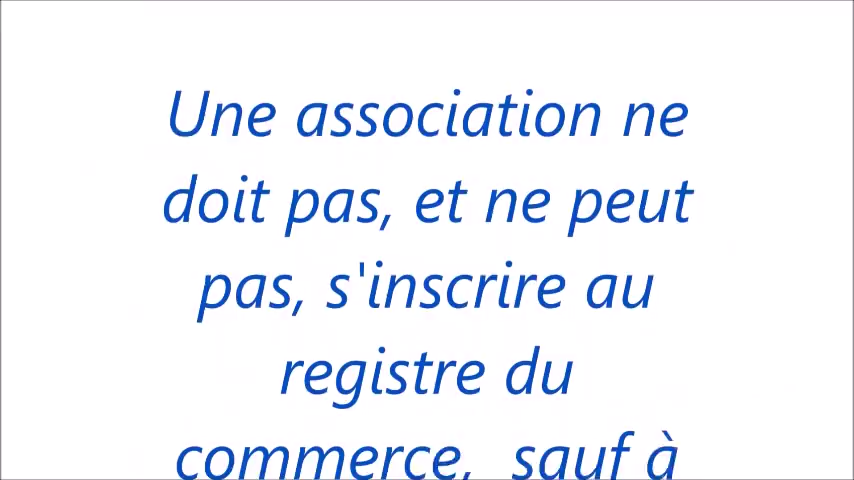 Une association ne
doit pas, et ne peut
pas, s'inscrire au
registre du
commerce,  sauf à